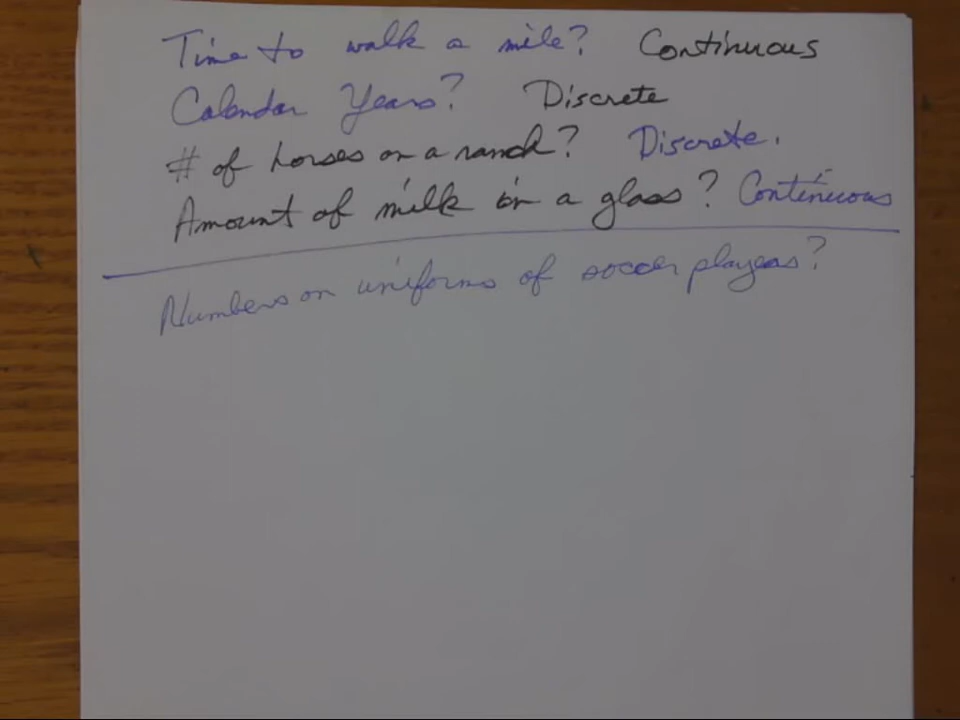 Time to walk a mile? Continuous
Calendar Years? Discrete
# of horses on a ranch? Discrete.
Amount of milk in a glass? Continuous
Numbers on uniforms of soccer players?